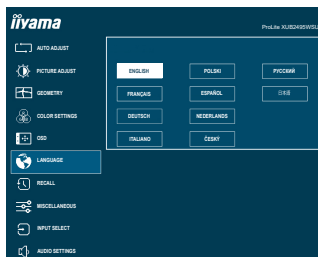 iiyama
ProLite XUB2495WSU
AUTO ADJUST
PICTURE ADJUST
GEOMETRY
COLOR SETTINGS
OSD
LANGUAGE
RECALL
MISCELLANEOUS
INPUT SELECT
AUDIO SETTINGS
ENGLISH
POLSKI
РУССКИЙ
FRANÇAIS
ESPAÑOL
日本語
DEUTSCH
NEDERLANDS
ITALIANO
ČESKÝ